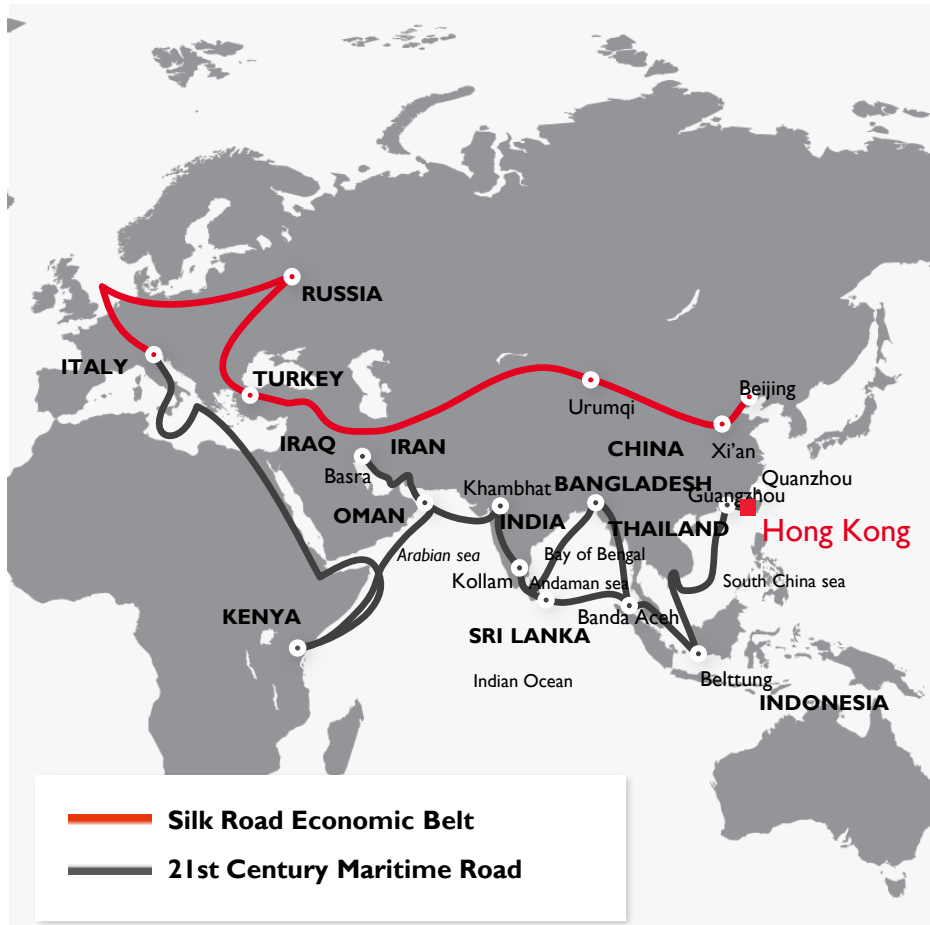 RUSSIA
ITALY
TURKEY
Urumqi
Beijing
IRAQ
IRAN
CHINA
Xi'an
Basra
Khambhat
BANGLADESH
Quanzhou
Guangzhou
OMAN
INDIA
THAILAND
Hong Kong
Arabian sea
Bay of Bengal
Kollam
Andaman sea
South China sea
KENYA
Banda Aceh
SRI LANKA
Indian Ocean
Belttung
INDONESIA
Silk Road Economic Belt
21st Century Maritime Road